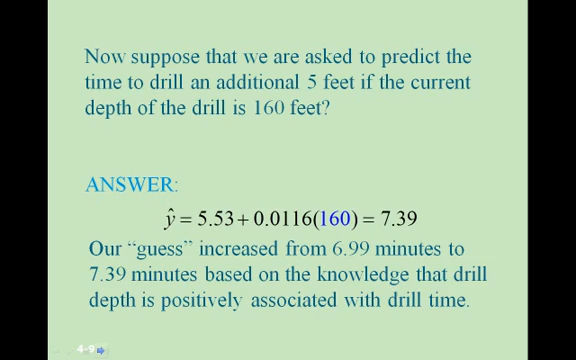 Now suppose that we are asked to predict the
time to drill an additional 5 feet if the current
depth of the drill is 160 feet?
ANSWER:
ŷ = 5.53 + 0.0116(160) = 7.39
Our “guess” increased from 6.99 minutes to
7.39 minutes based on the knowledge that drill
depth is positively associated with drill time.
4-9